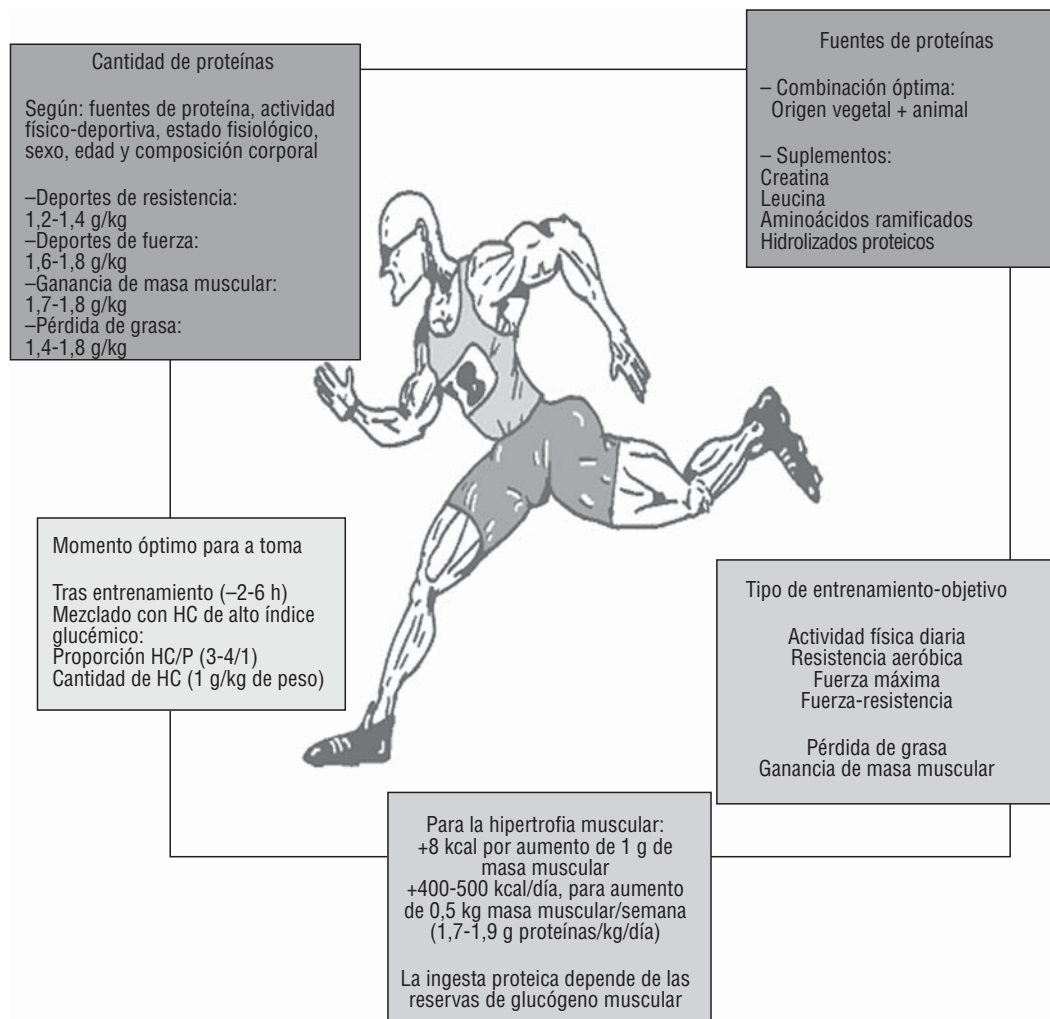 Cantidad de proteínas
Según: fuentes de proteína, actividad
físico-deportiva, estado fisiológico,
sexo, edad y composición corporal
–Deportes de resistencia:
1,2-1,4 g/kg
–Deportes de fuerza:
1,6-1,8 g/kg
–Ganancia de masa muscular:
1,7-1,8 g/kg
–Pérdida de grasa:
1,4-1,8 g/kg
Fuentes de proteínas
– Combinación óptima:
Origen vegetal + animal
– Suplementos:
Creatina
Leucina
Aminoácidos ramificados
Hidrolizados proteicos
Momento óptimo para a toma
Tras entrenamiento (–2-6 h)
Mezclado con HC de alto índice
glucémico:
Proporción HC/P (3-4/1)
Cantidad de HC (1 g/kg de peso)
Tipo de entrenamiento-objetivo
Actividad física diaria
Resistencia aeróbica
Fuerza máxima
Fuerza-resistencia
Pérdida de grasa
Ganancia de masa muscular
Para la hipertrofia muscular:
+8 kcal por aumento de 1 g de
masa muscular
+400-500 kcal/día, para aumento
de 0,5 kg masa muscular/semana
(1,7-1,9 g proteínas/kg/día)
La ingesta proteica depende de las
reservas de glucógeno muscular